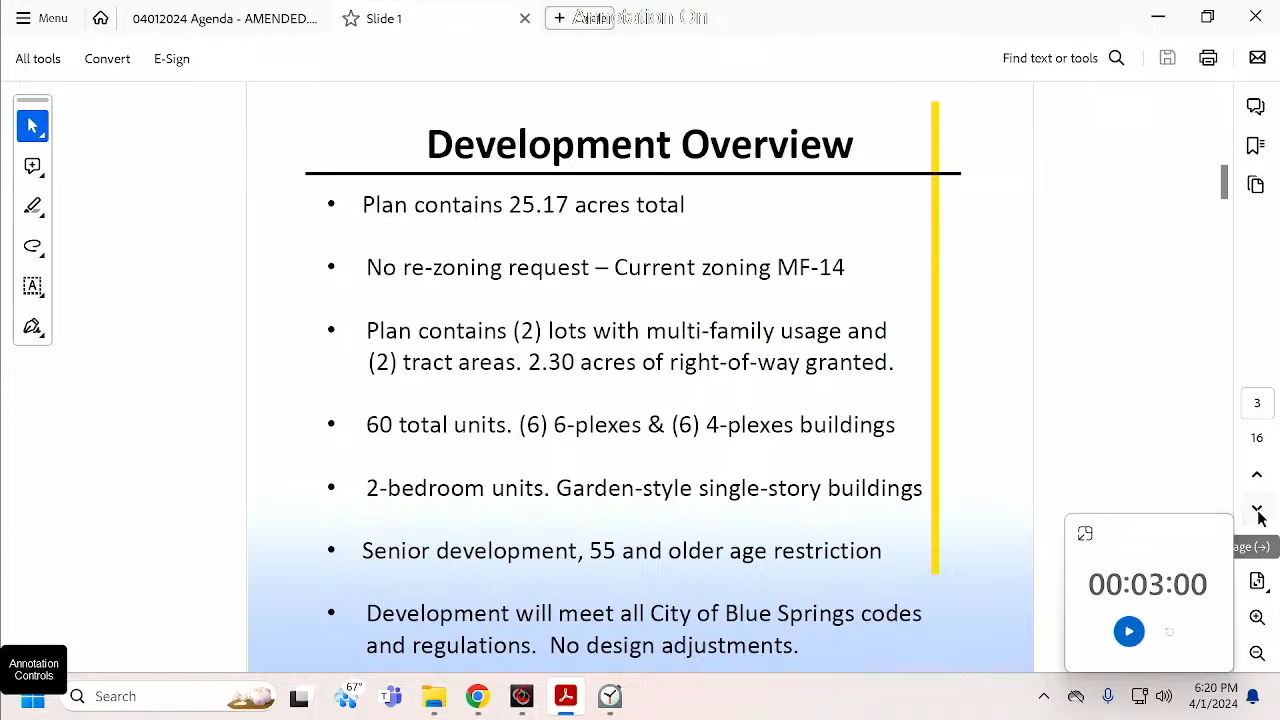 Menu
04012024 Agenda - AMENDED....
Slide 1
Annotation On
All tools
Convert
E-Sign
Find text or tools
Development Overview
• Plan contains 25.17 acres total
• No re-zoning request – Current zoning MF-14
• Plan contains (2) lots with multi-family usage and
(2) tract areas. 2.30 acres of right-of-way granted.
• 60 total units. (6) 6-plexes & (6) 4-plexes buildings
• 2-bedroom units. Garden-style single-story buildings
• Senior development, 55 and older age restriction
• Development will meet all City of Blue Springs codes
and regulations. No design adjustments.
3
16
age (→)
00:03:00
Annotation
Controls
Search
67°
6:20 PM
4/1/2024